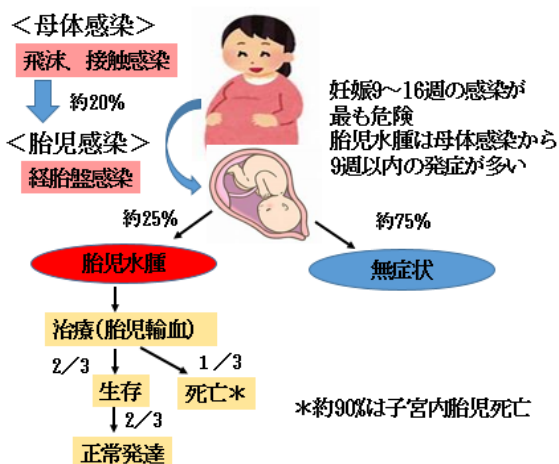 ＜母体感染＞
飛沫、接触感染
約20%
＜胎児感染＞
経胎盤感染
妊娠9～16週の感染が
最も危険
胎児水腫は母体感染から
9週以内の発症が多い
約25%
約75%
胎児水腫
無症状
治療(胎児輸血)
2／3
1／3
生存
死亡＊
2／3
正常発達
＊約90%は子宮内胎児死亡